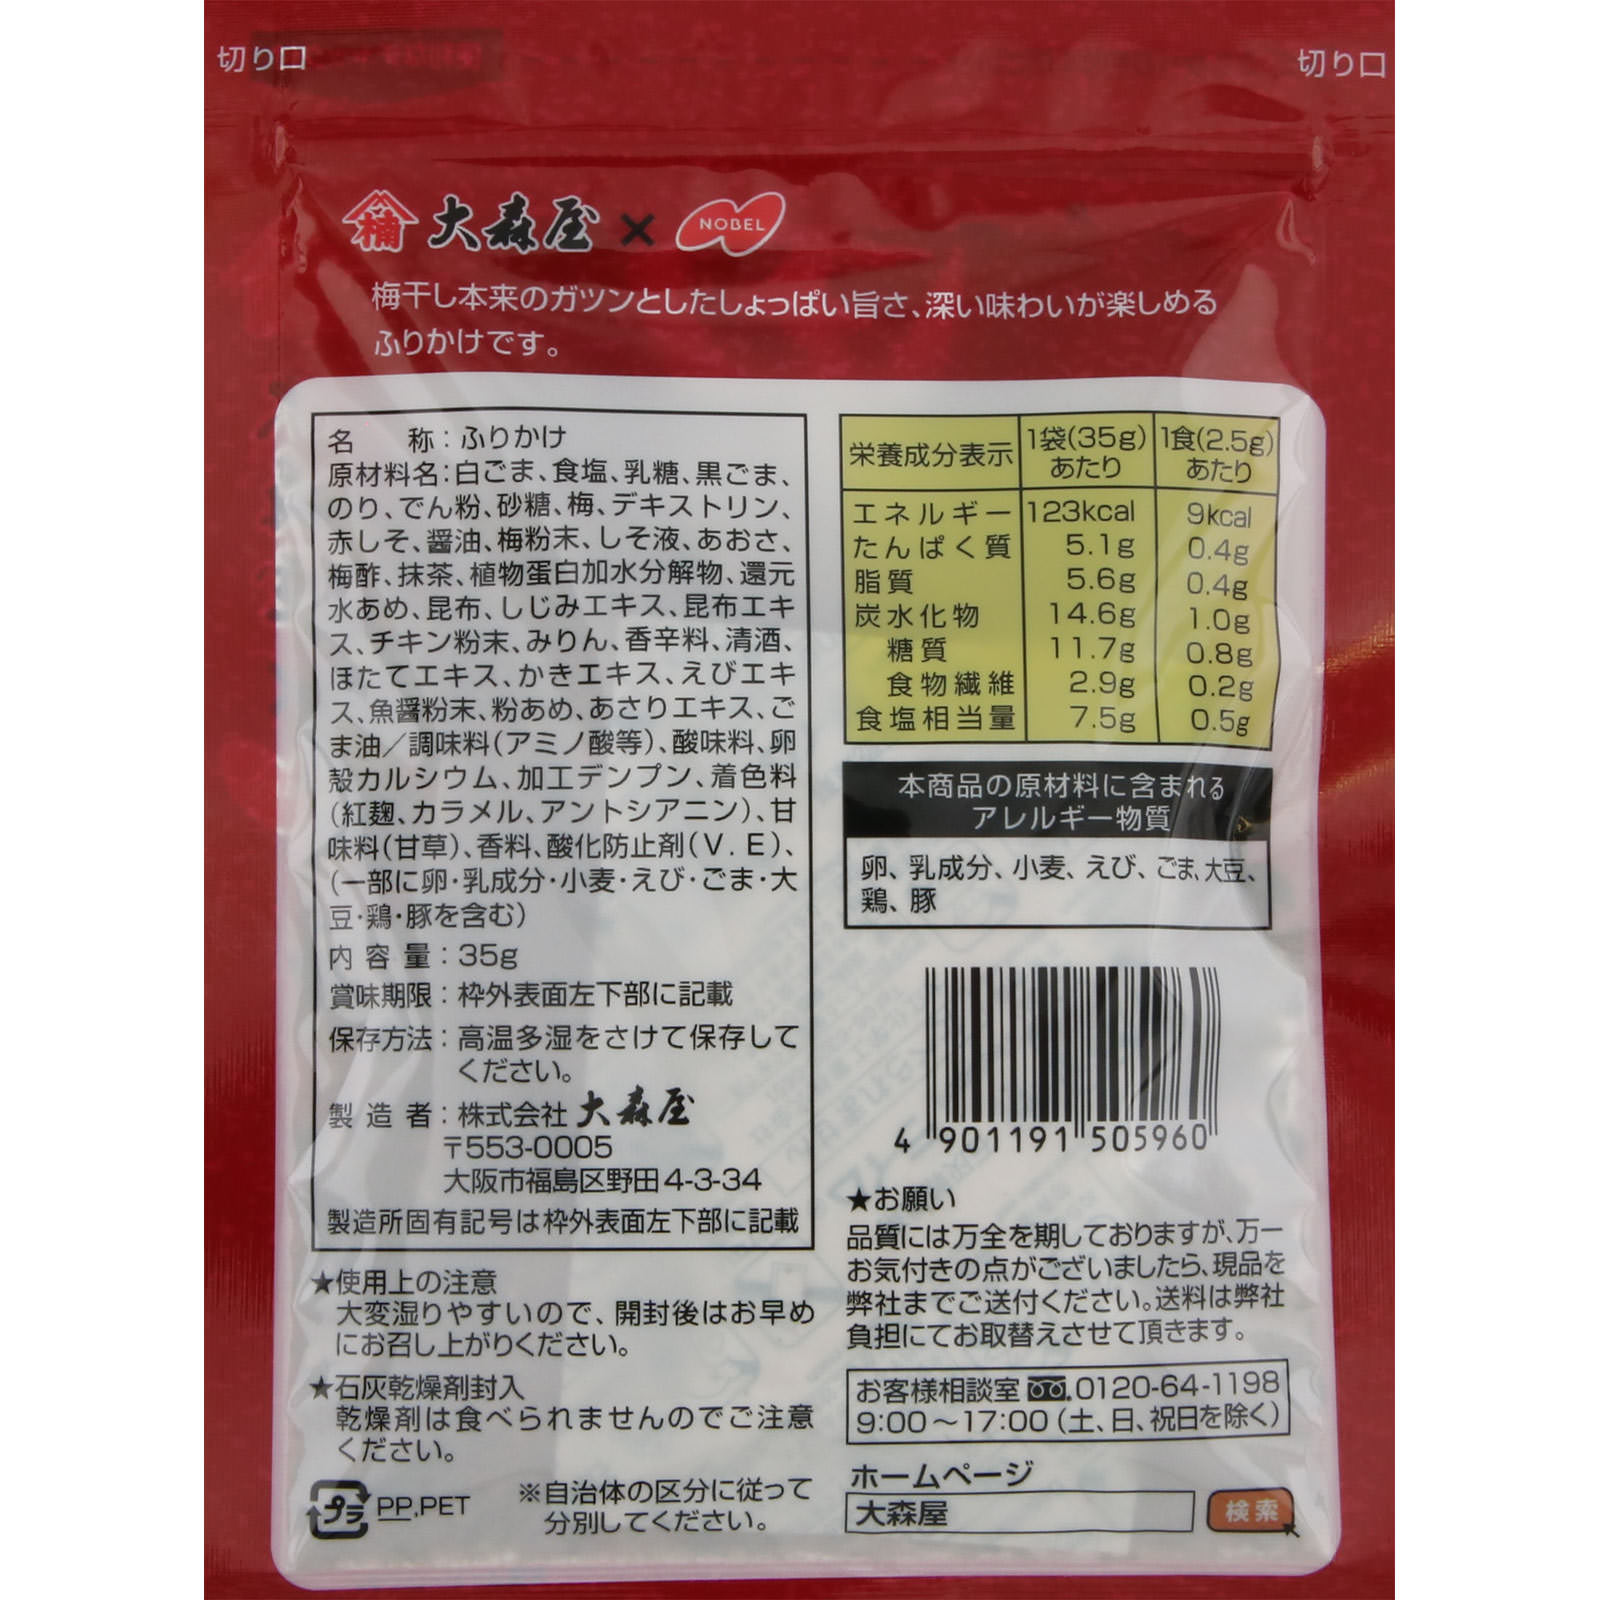 切り口
切り口
楠 大森屋 × NOBEL
梅干し本来のガツンとしたしょっぱい旨さ、深い味わいが楽しめる
ふりかけです。
名 称:ふりかけ
原材料名:白ごま、食塩、乳糖、黒ごま、
のり、でん粉、砂糖、梅、デキストリン、
赤しそ、醤油、梅粉末、しそ液、あおさ、
梅酢、抹茶、植物蛋白加水分解物、還元
水あめ、昆布、しじみエキス、昆布エキ
ス、チキン粉末、みりん、香辛料、清酒、
ほたてエキス、かきエキス、えびエキ
ス、魚醤粉末、粉あめ、あさりエキス、ご
ま油/調味料(アミノ酸等)、酸味料、卵
殻カルシウム、加工デンプン、着色料
(紅麹、カラメル、アントシアニン)、甘
味料(甘草)、香料、酸化防止剤(V.E)、
(一部に卵・乳成分・小麦・えび・ごま・大
豆・鶏・豚を含む)
内容量:35g
賞味期限:枠外表面左下部に記載
保存方法:高温多湿をさけて保存して
ください。
製造者:株式会社 大森屋
〒553-0005
大阪市福島区野田4-3-34
製造所固有記号は枠外表面左下部に記載
★使用上の注意
大変湿りやすいので、開封後はお早め
にお召し上がりください。
★石灰乾燥剤封入
乾燥剤は食べられませんのでご注意
ください。
プラ PP,PET
※自治体の区分に従って
分別してください。
栄養成分表示 1袋(35g)あたり 1食(2.5g)あたり
エネルギー 123kcal 9kcal
たんぱく質 5.1g 0.4g
脂質 5.6g 0.4g
炭水化物 14.6g 1.0g
糖質 11.7g 0.8g
食物繊維 2.9g 0.2g
食塩相当量 7.5g 0.5g
本商品の原材料に含まれる
アレルギー物質
卵、乳成分、小麦、えび、ごま、大豆、
鶏、豚
4 901191 505960
★お願い
品質には万全を期しておりますが、万一
お気付きの点がございましたら、現品を
弊社までご送付ください。送料は弊社
負担にてお取替えさせて頂きます。
お客様相談室 0120-64-1198
9:00～17:00(土、日、祝日を除く)
ホームページ
大森屋 検索